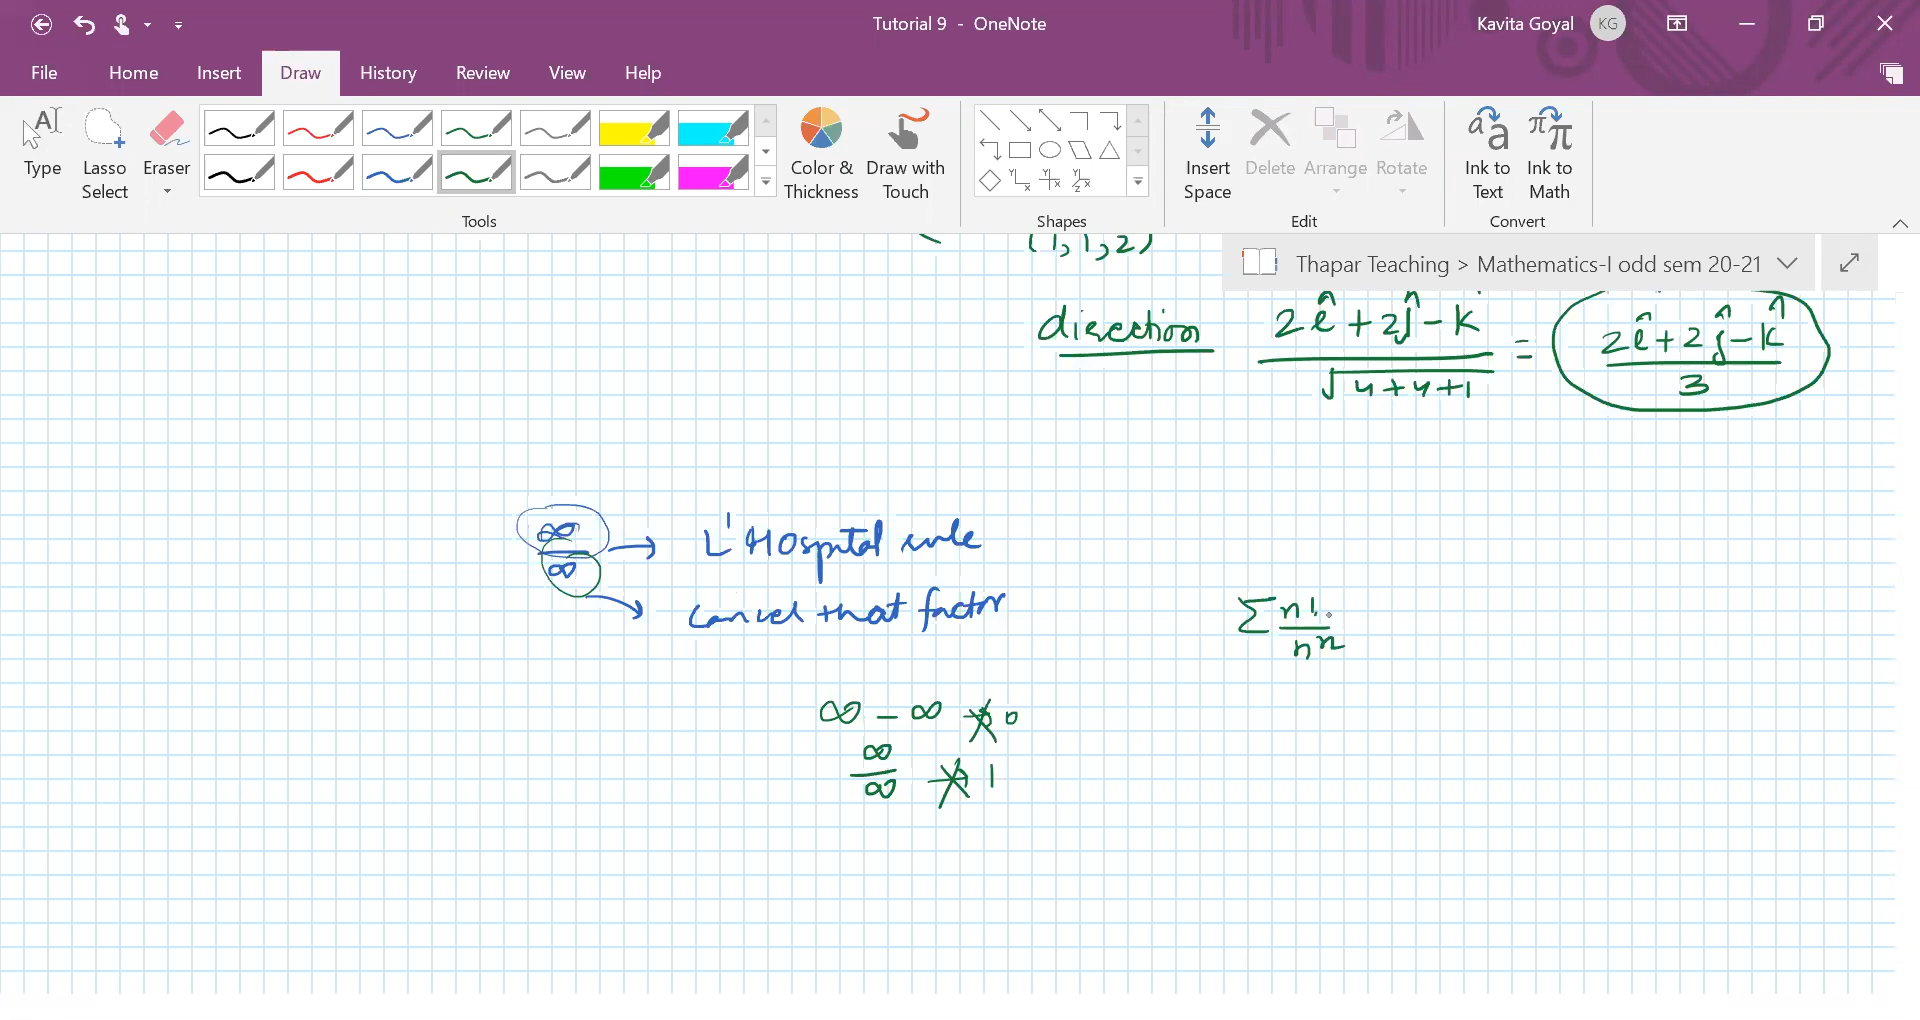 Tutorial 9 - OneNote
Kavita Goyal
KG
File Home Insert Draw History Review View Help
Type
Lasso Select
Eraser
Color & Thickness
Draw with Touch
Insert Space
Delete
Arrange
Rotate
Ink to Text
Ink to Math
Tools
Shapes
Edit
Convert
Thapar Teaching > Mathematics-I odd sem 20-21
(1,1,2)
direction (2î+2ĵ-k)/√(4+4+1) = (2î+2ĵ-k̂)/3
∞/∞ → L'Hospital rule
→ cancel that factor
Σ n!/n^n
∞ - ∞ ↛ 0
∞/∞ ↛ 1